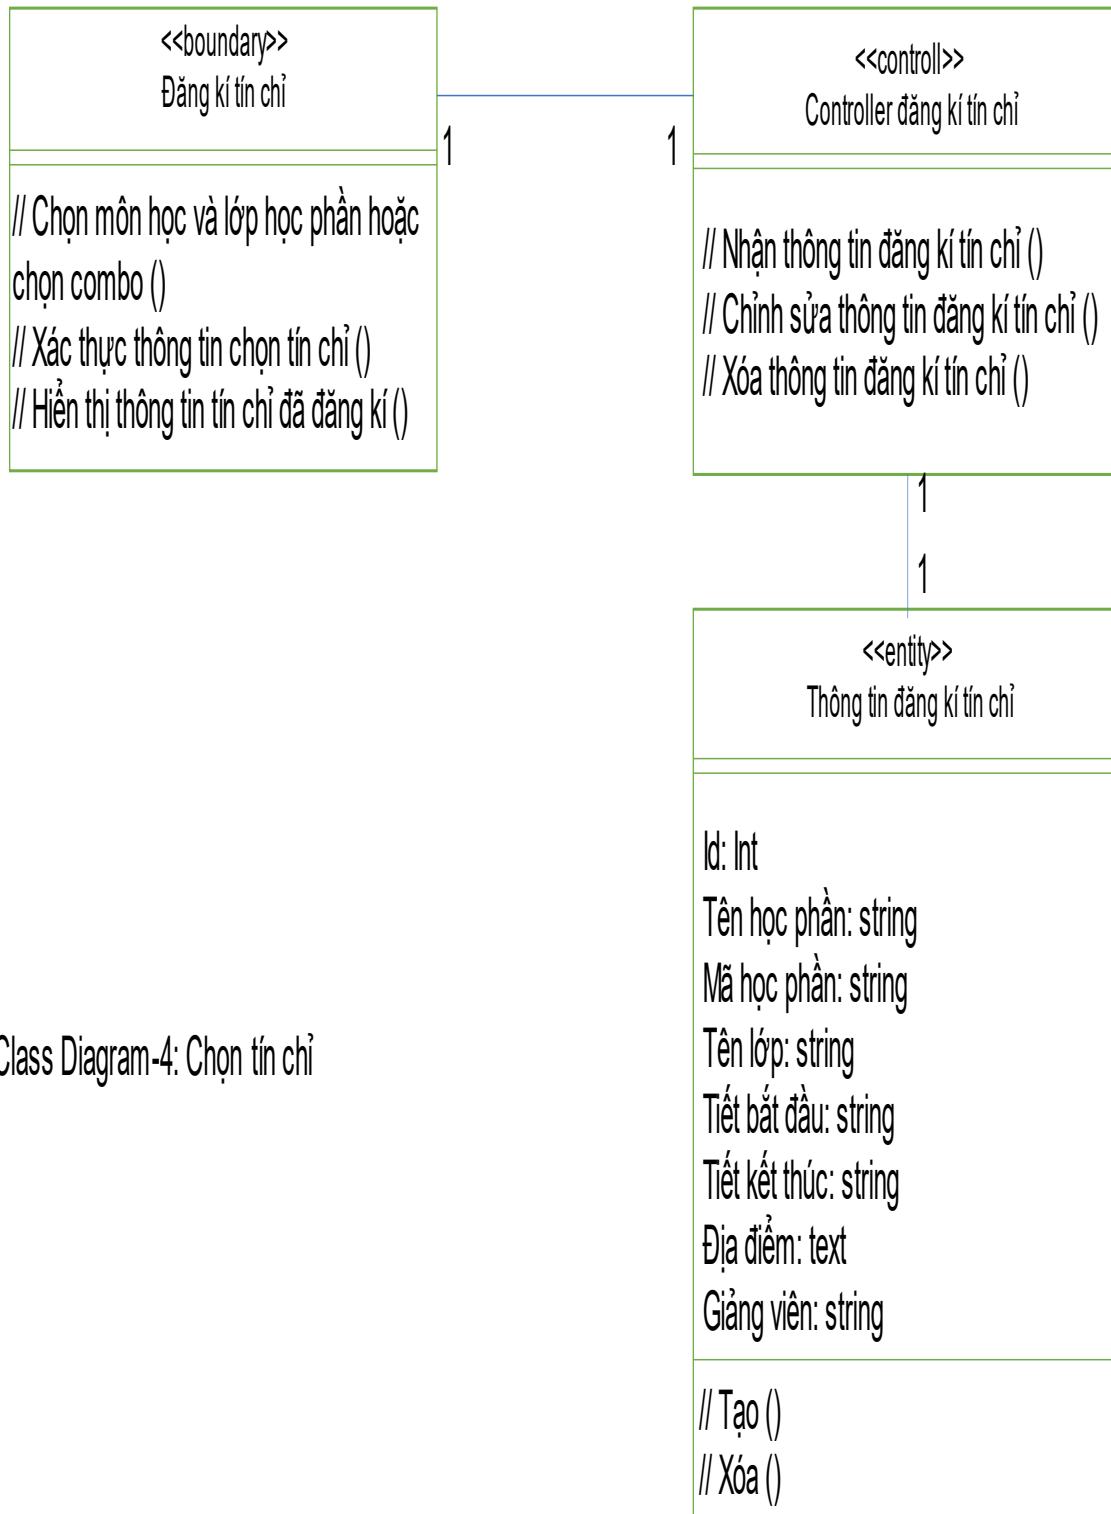 <<boundary>>
Đăng kí tín chỉ
1
// Chọn môn học và lớp học phần hoặc
chọn combo ()
// Xác thực thông tin chọn tín chỉ ()
// Hiển thị thông tin tín chỉ đã đăng kí ()
<<controll>>
Controller đăng kí tín chỉ
1
// Nhận thông tin đăng kí tín chỉ ()
// Chỉnh sửa thông tin đăng kí tín chỉ ()
// Xóa thông tin đăng kí tín chỉ ()
1
1
<<entity>>
Thông tin đăng kí tín chỉ
Id: Int
Tên học phần: string
Mã học phần: string
Tên lớp: string
Tiết bắt đầu: string
Tiết kết thúc: string
Địa điểm: text
Giảng viên: string
// Tạo ()
// Xóa ()
Class Diagram-4: Chọn tín chỉ